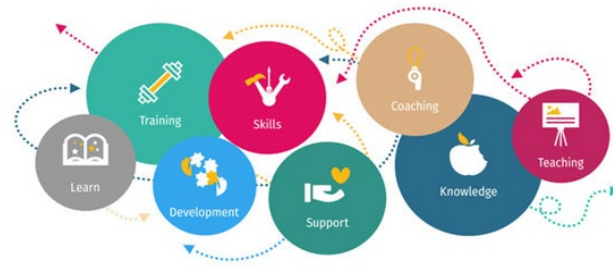 Training
Skills
Coaching
Learn
Development
Support
Knowledge
Teaching